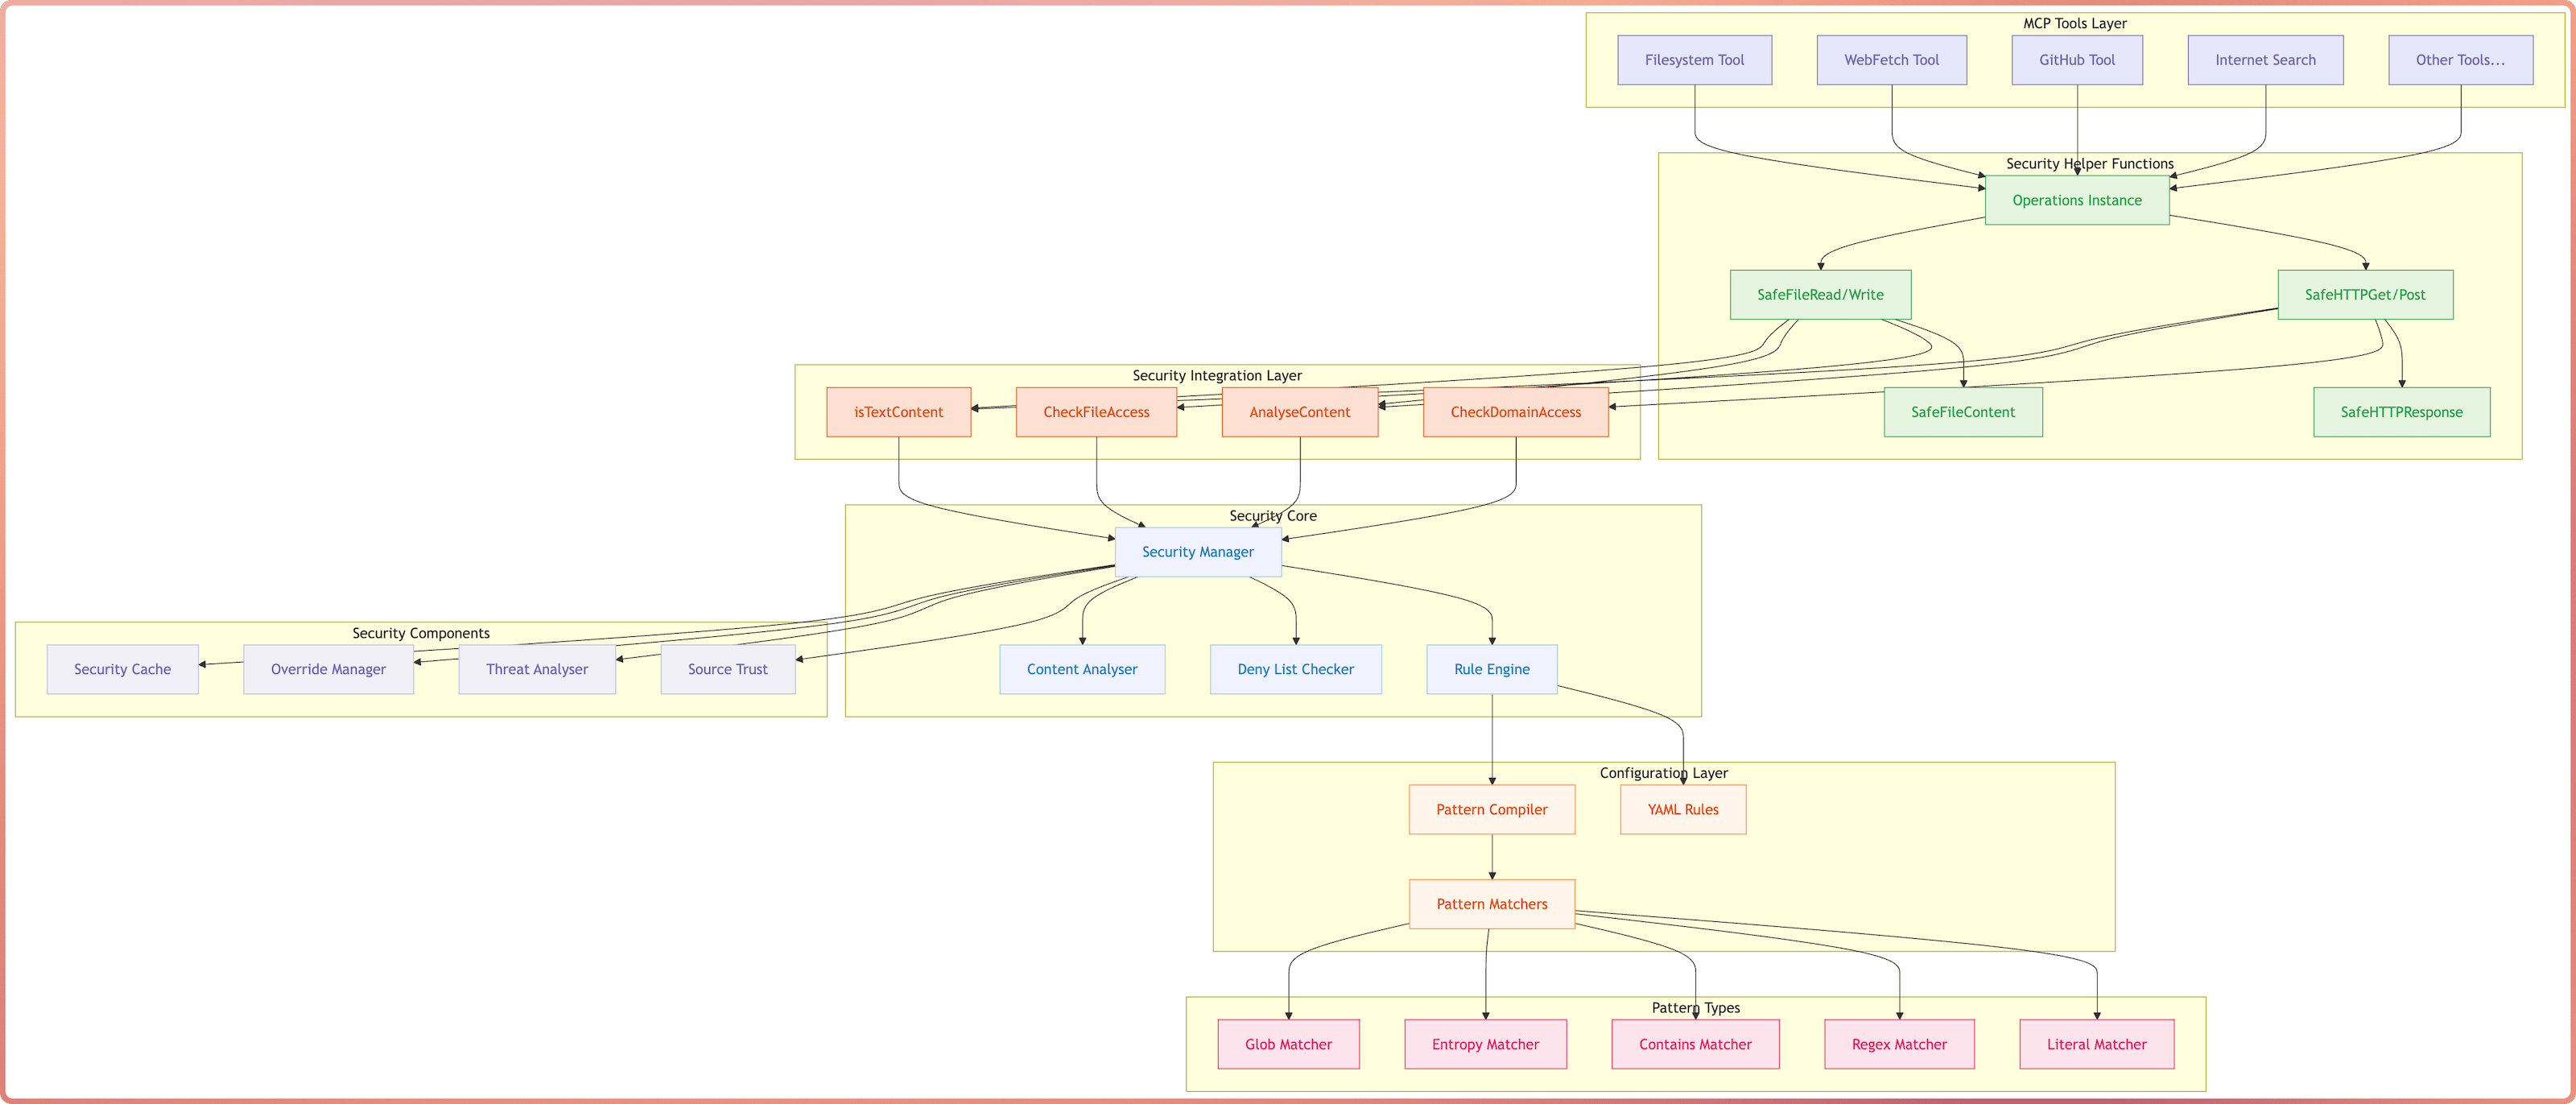 MCP Tools Layer
Filesystem Tool
WebFetch Tool
GitHub Tool
Internet Search
Other Tools...
Security Helper Functions
Operations Instance
SafeFileRead/Write
SafeHTTPGet/Post
SafeFileContent
SafeHTTPResponse
Security Integration Layer
isTextContent
CheckFileAccess
AnalyseContent
CheckDomainAccess
Security Core
Security Manager
Content Analyser
Deny List Checker
Rule Engine
Security Components
Security Cache
Override Manager
Threat Analyser
Source Trust
Configuration Layer
Pattern Compiler
YAML Rules
Pattern Matchers
Pattern Types
Glob Matcher
Entropy Matcher
Contains Matcher
Regex Matcher
Literal Matcher